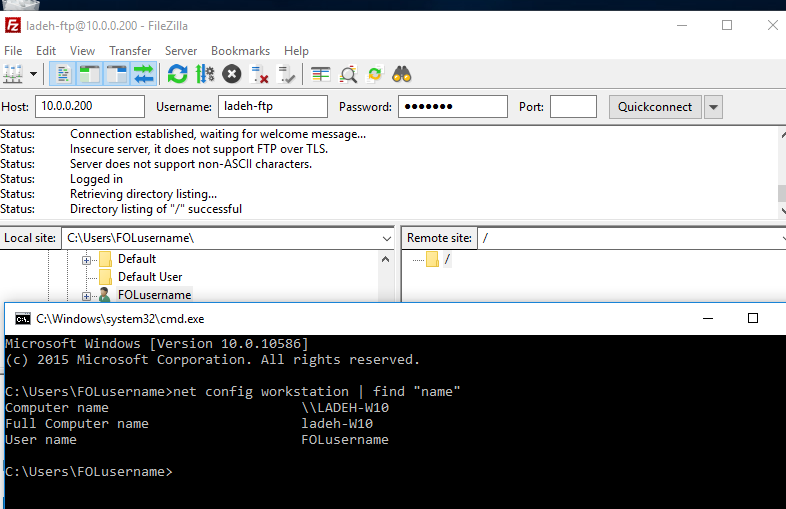 ladeh-ftp@10.0.0.200 - FileZilla
File Edit View Transfer Server Bookmarks Help
Host: 10.0.0.200 Username: ladeh-ftp Password: ●●●●●●● Port: Quickconnect
Status: Connection established, waiting for welcome message...
Status: Insecure server, it does not support FTP over TLS.
Status: Server does not support non-ASCII characters.
Status: Logged in
Status: Retrieving directory listing...
Status: Directory listing of "/" successful
Local site: C:\Users\FOLusername\
Default
Default User
FOLusername
Remote site: /
/
C:\Windows\system32\cmd.exe
Microsoft Windows [Version 10.0.10586]
(c) 2015 Microsoft Corporation. All rights reserved.
C:\Users\FOLusername>net config workstation | find "name"
Computer name \\LADEH-W10
Full Computer name ladeh-W10
User name FOLusername
C:\Users\FOLusername>